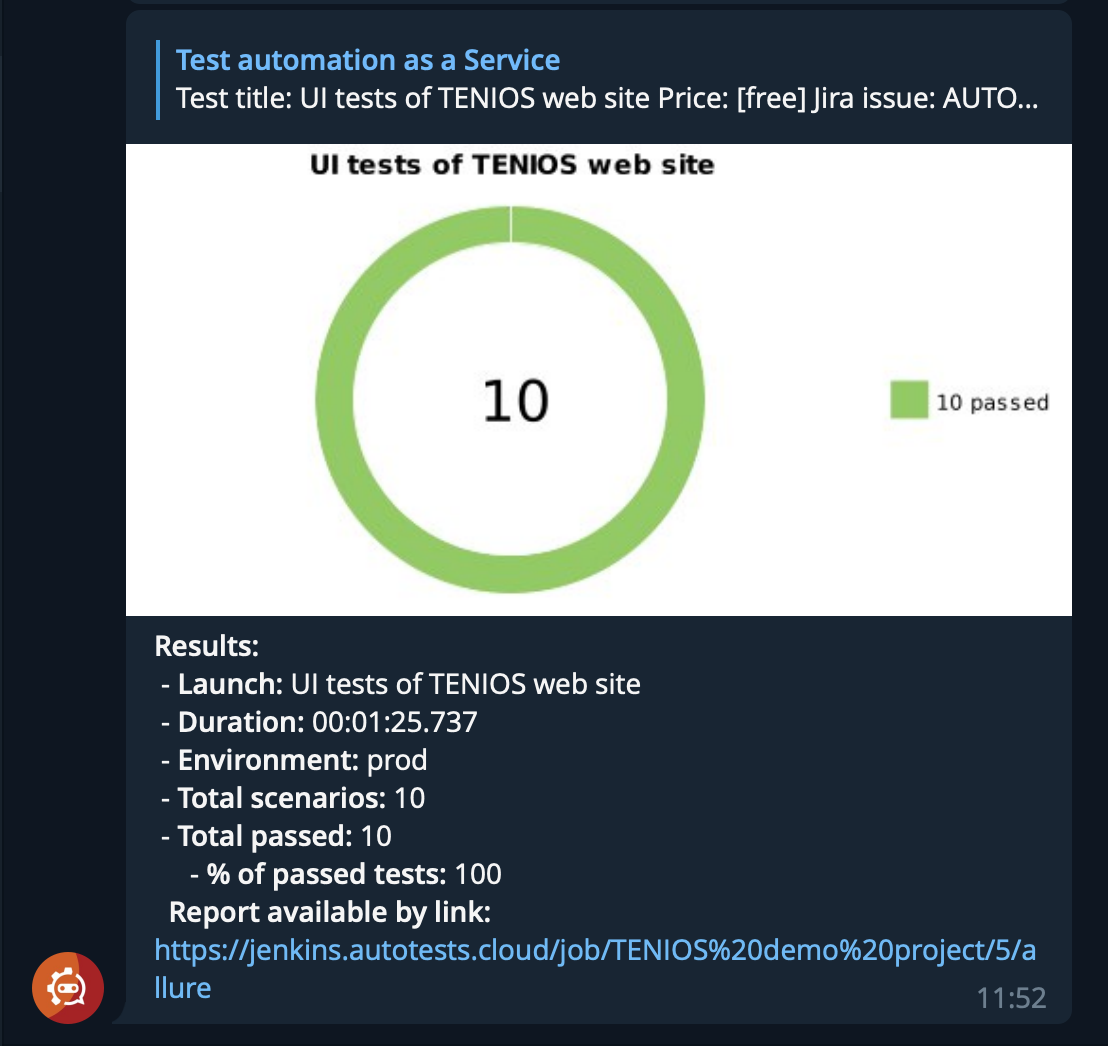 Test automation as a Service
Test title: UI tests of TENIOS web site Price: [free] Jira issue: AUTO...
UI tests of TENIOS web site
10
10 passed
Results:
- Launch: UI tests of TENIOS web site
- Duration: 00:01:25.737
- Environment: prod
- Total scenarios: 10
- Total passed: 10
- % of passed tests: 100
Report available by link:
https://jenkins.autotests.cloud/job/TENIOS%20demo%20project/5/a
llure
11:52